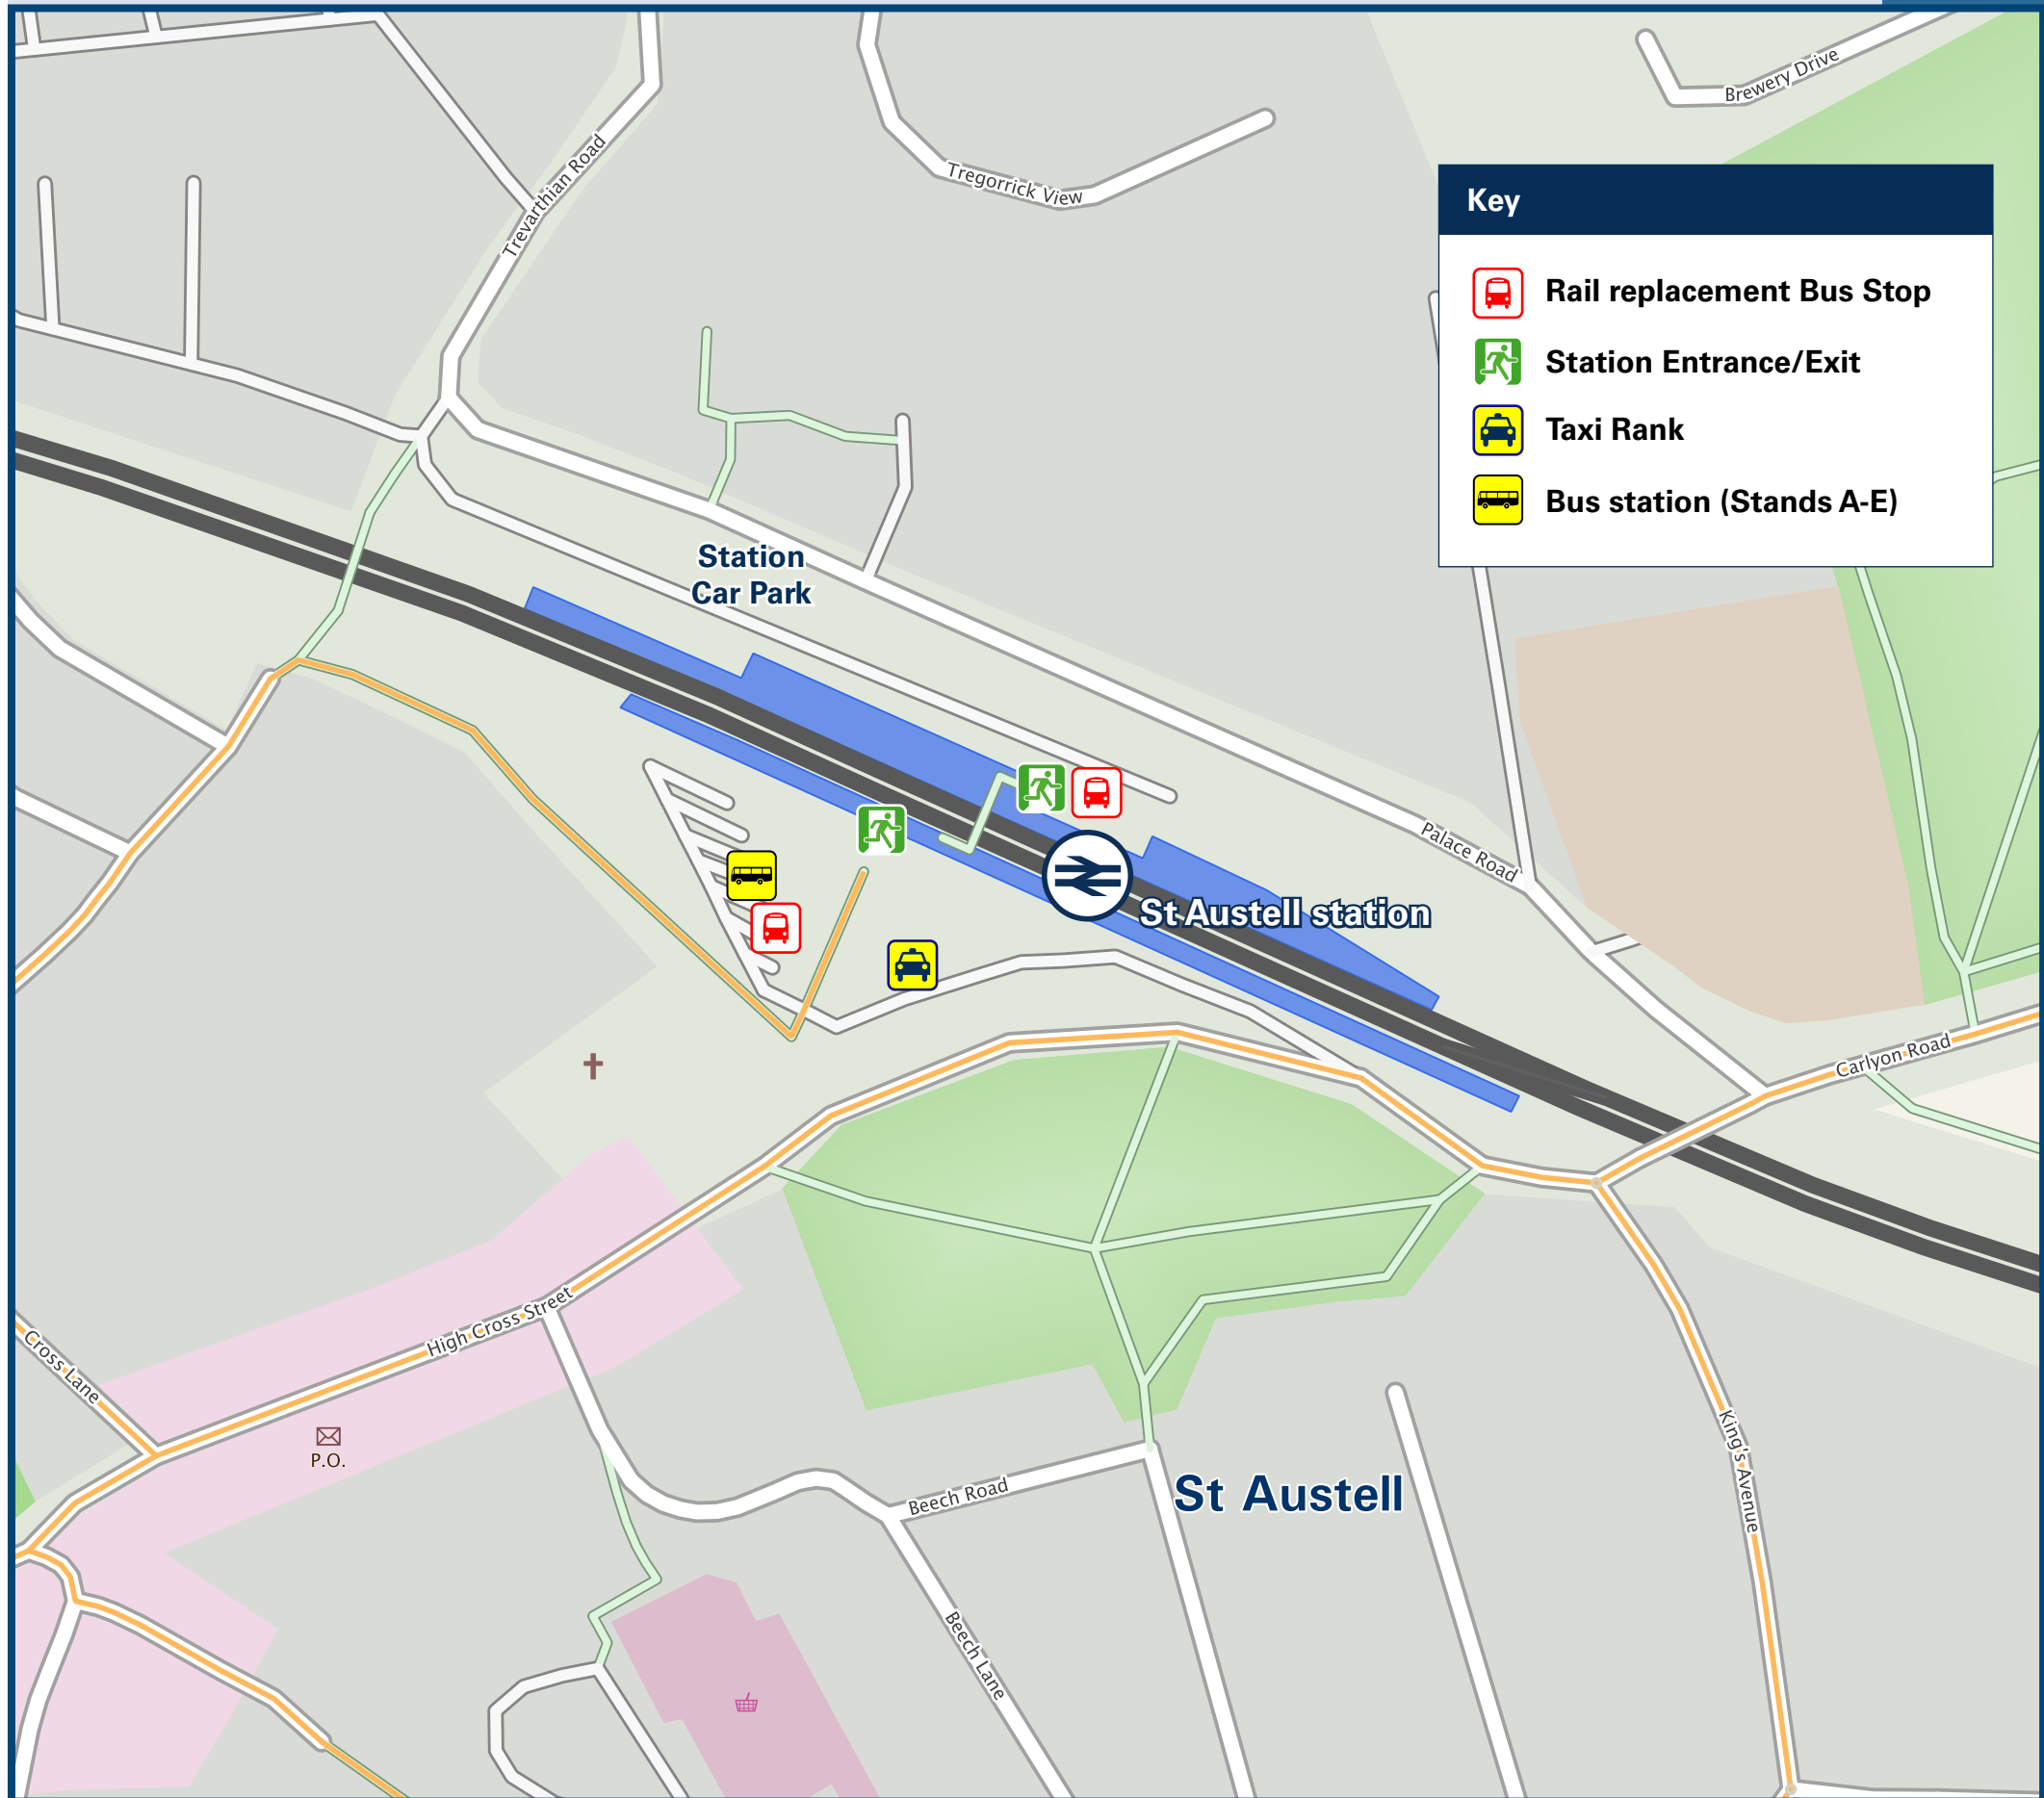 Brewery Drive
Trevarthian Road
Tregorrick View
Key
Rail replacement Bus Stop
Station Entrance/Exit
Taxi Rank
Bus station (Stands A-E)
Station
Car Park
Palace Road
St Austell station
Carlyon Road
High Cross Street
Cross Lane
P.O.
Beech Road
St Austell
King's Avenue
Beech Lane